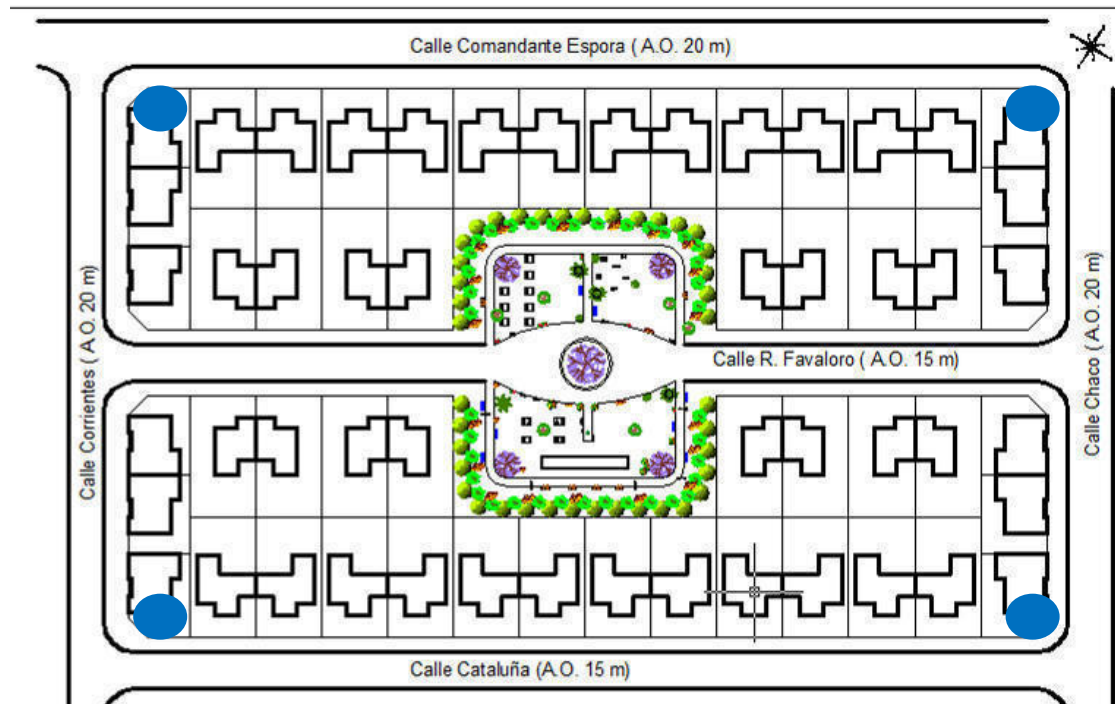 Calle Comandante Espora ( A.O. 20 m)
Calle Corrientes ( A.O. 20 m)
Calle R. Favaloro ( A.O. 15 m)
Calle Chaco ( A.O. 20 m)
Calle Cataluña (A.O. 15 m)